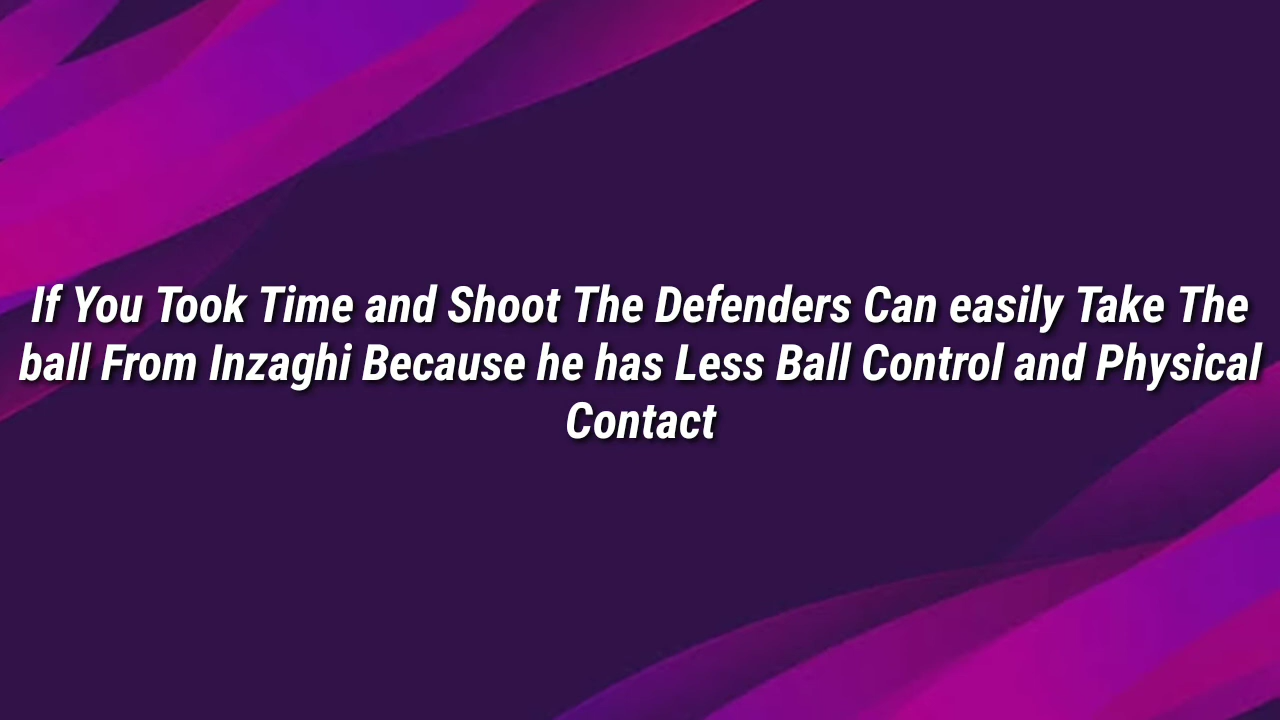 If You Took Time and Shoot The Defenders Can easily Take The
ball From Inzaghi Because he has Less Ball Control and Physical
Contact